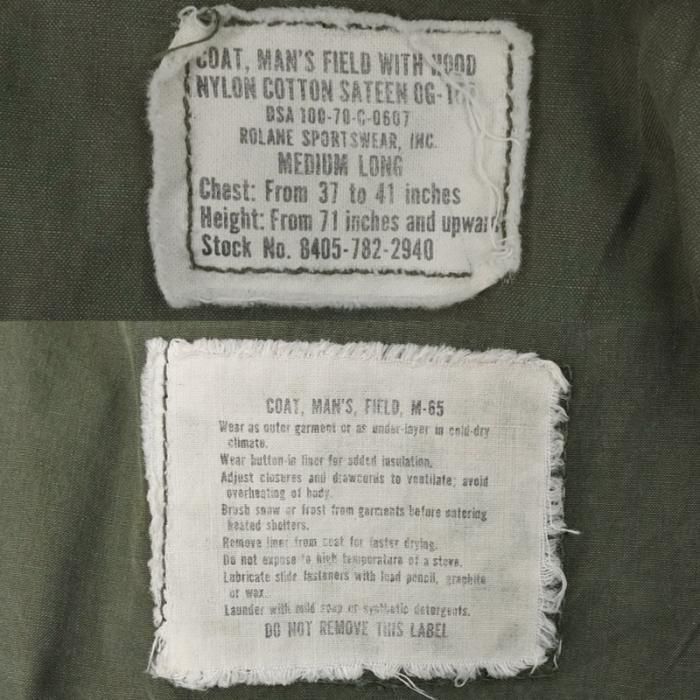 COAT, MAN'S FIELD WITH HOOD
NYLON COTTON SATEEN OG-107
DSA 100-70-C-0607
ROLANE SPORTSWEAR, INC.
MEDIUM LONG
Chest: From 37 to 41 inches
Height: From 71 inches and upward
Stock No. 8405-782-2940
COAT, MAN'S, FIELD, M-65
Wear as outer garment or as under-layer in cold-dry
climate.
Wear button-in liner for added insulation.
Adjust closures and drawcords to ventilate; avoid
overheating of body.
Brush snow or frost from garments before entering
heated shelters.
Remove liner from coat for faster drying.
Do not expose to high temperature of a stove.
Lubricate slide fasteners with lead pencil, graphite
or wax.
Launder with mild soap or synthetic detergents.
DO NOT REMOVE THIS LABEL